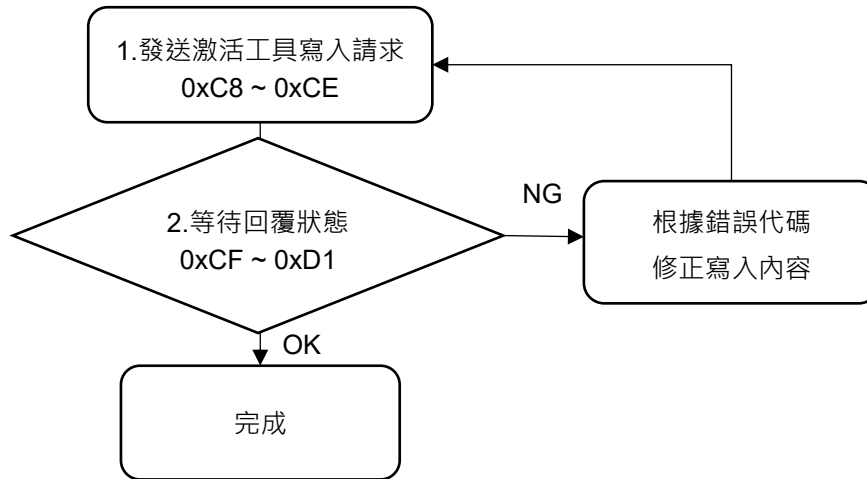 1.發送激活工具寫入請求
0xC8 ~ 0xCE
2.等待回覆狀態
0xCF ~ 0xD1
NG
根據錯誤代碼
修正寫入內容
OK
完成